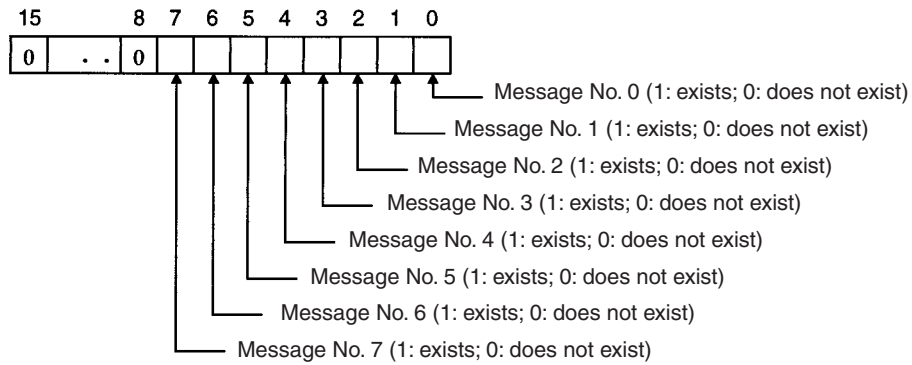 15 8 7 6 5 4 3 2 1 0
0 . . 0
Message No. 0 (1: exists; 0: does not exist)
Message No. 1 (1: exists; 0: does not exist)
Message No. 2 (1: exists; 0: does not exist)
Message No. 3 (1: exists; 0: does not exist)
Message No. 4 (1: exists; 0: does not exist)
Message No. 5 (1: exists; 0: does not exist)
Message No. 6 (1: exists; 0: does not exist)
Message No. 7 (1: exists; 0: does not exist)